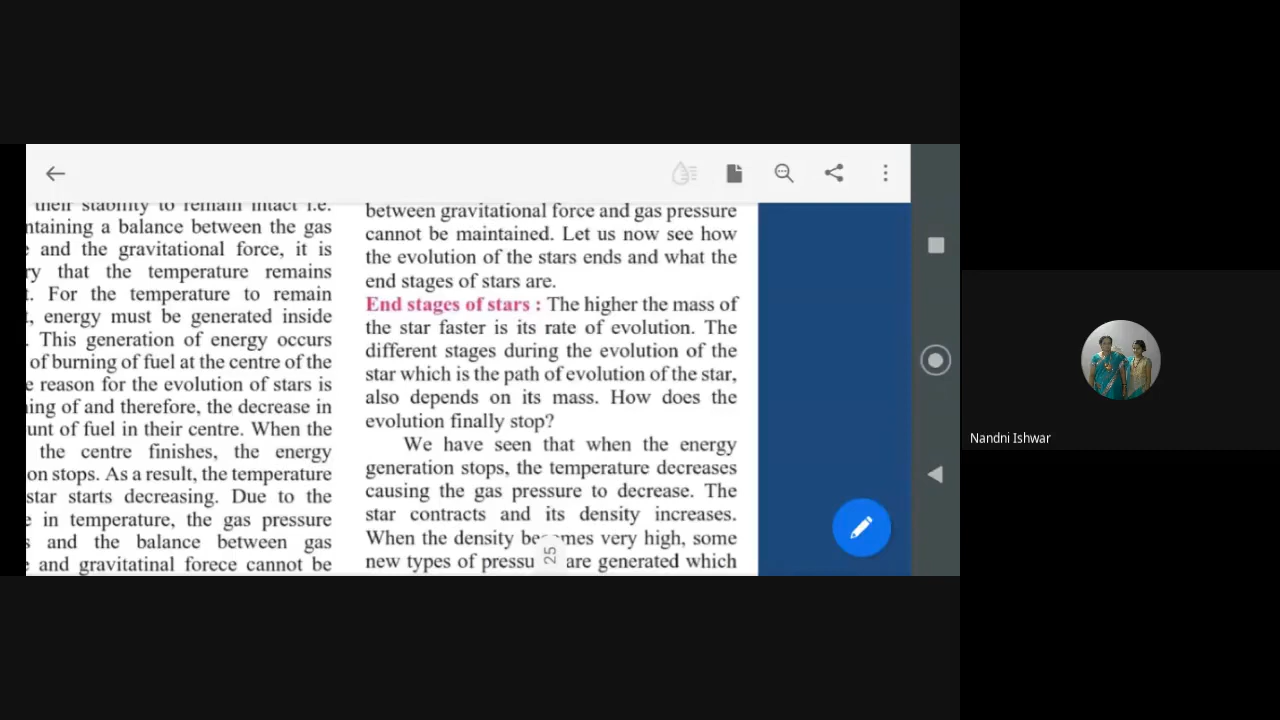 their stability to remain intact i.e.
ntaining a balance between the gas
e and the gravitational force, it is
ry that the temperature remains
t. For the temperature to remain
t, energy must be generated inside
. This generation of energy occurs
of burning of fuel at the centre of the
e reason for the evolution of stars is
ning of and therefore, the decrease in
unt of fuel in their centre. When the
the centre finishes, the energy
on stops. As a result, the temperature
star starts decreasing. Due to the
e in temperature, the gas pressure
s and the balance between gas
e and gravitatinal forece cannot be
between gravitational force and gas pressure
cannot be maintained. Let us now see how
the evolution of the stars ends and what the
end stages of stars are.
End stages of stars : The higher the mass of
the star faster is its rate of evolution. The
different stages during the evolution of the
star which is the path of evolution of the star,
also depends on its mass. How does the
evolution finally stop?
We have seen that when the energy
generation stops, the temperature decreases
causing the gas pressure to decrease. The
star contracts and its density increases.
When the density becomes very high, some
new types of pressu are generated which
25
Nandni Ishwar